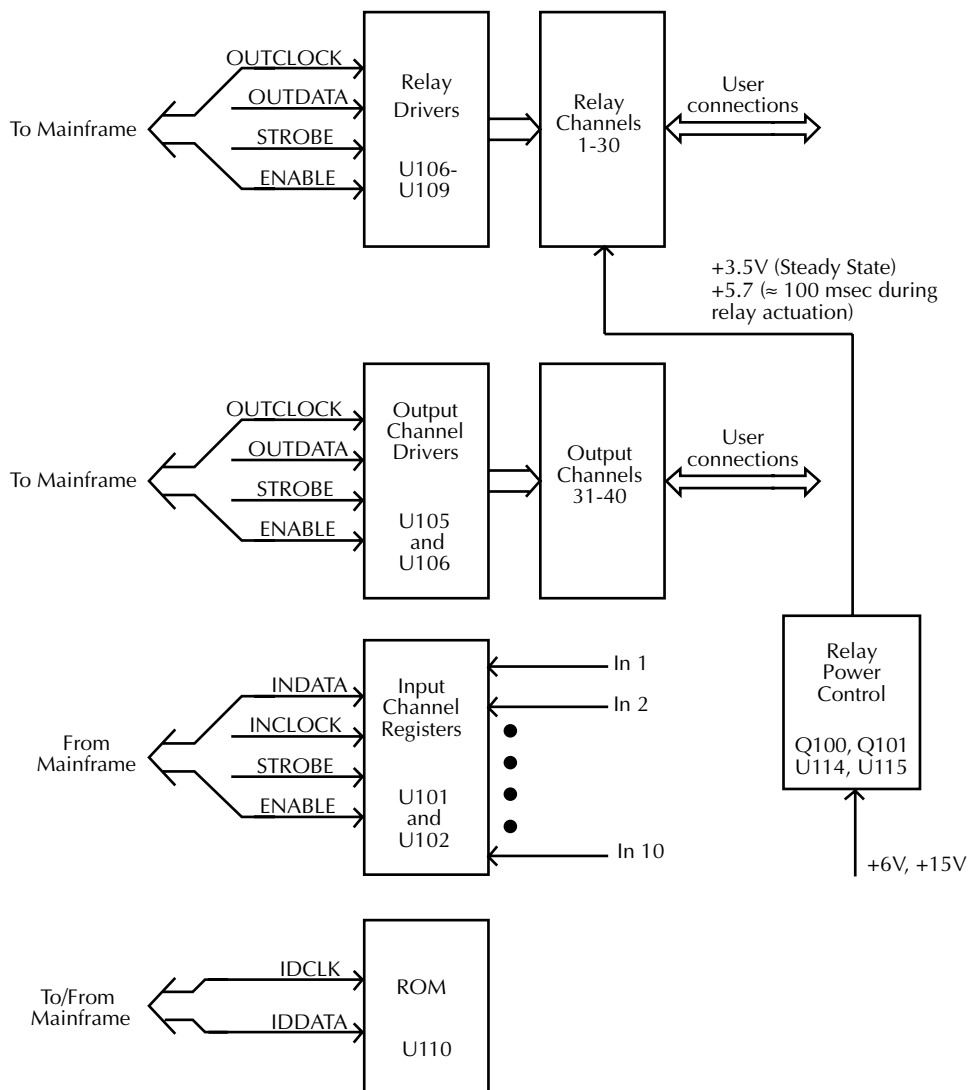 OUTCLOCK
OUTDATA
STROBE
ENABLE
To Mainframe
Relay
Drivers
U106-
U109
Relay
Channels
1-30
User
connections
+3.5V (Steady State)
+5.7 (≈ 100 msec during
relay actuation)
OUTCLOCK
OUTDATA
STROBE
ENABLE
To Mainframe
Output
Channel
Drivers
U105
and
U106
Output
Channels
31-40
User
connections
INDATA
INCLOCK
STROBE
ENABLE
From
Mainframe
Input
Channel
Registers
U101
and
U102
In 1
In 2
In 10
Relay
Power
Control
Q100, Q101
U114, U115
+6V, +15V
IDCLK
IDDATA
To/From
Mainframe
ROM
U110